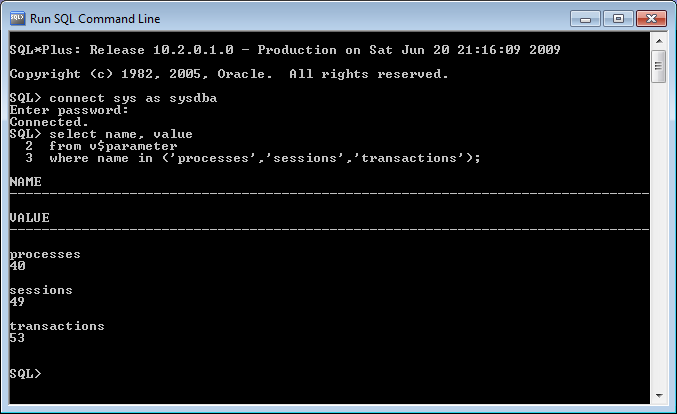 Run SQL Command Line
SQL*Plus: Release 10.2.0.1.0 - Production on Sat Jun 20 21:16:09 2009
Copyright (c) 1982, 2005, Oracle.  All rights reserved.
SQL> connect sys as sysdba
Enter password:
Connected.
SQL> select name, value
  2  from v$parameter
  3  where name in ('processes','sessions','transactions');
NAME
--------------------------------------------------------------------------------
VALUE
--------------------------------------------------------------------------------
processes
40
sessions
49
transactions
53
SQL>